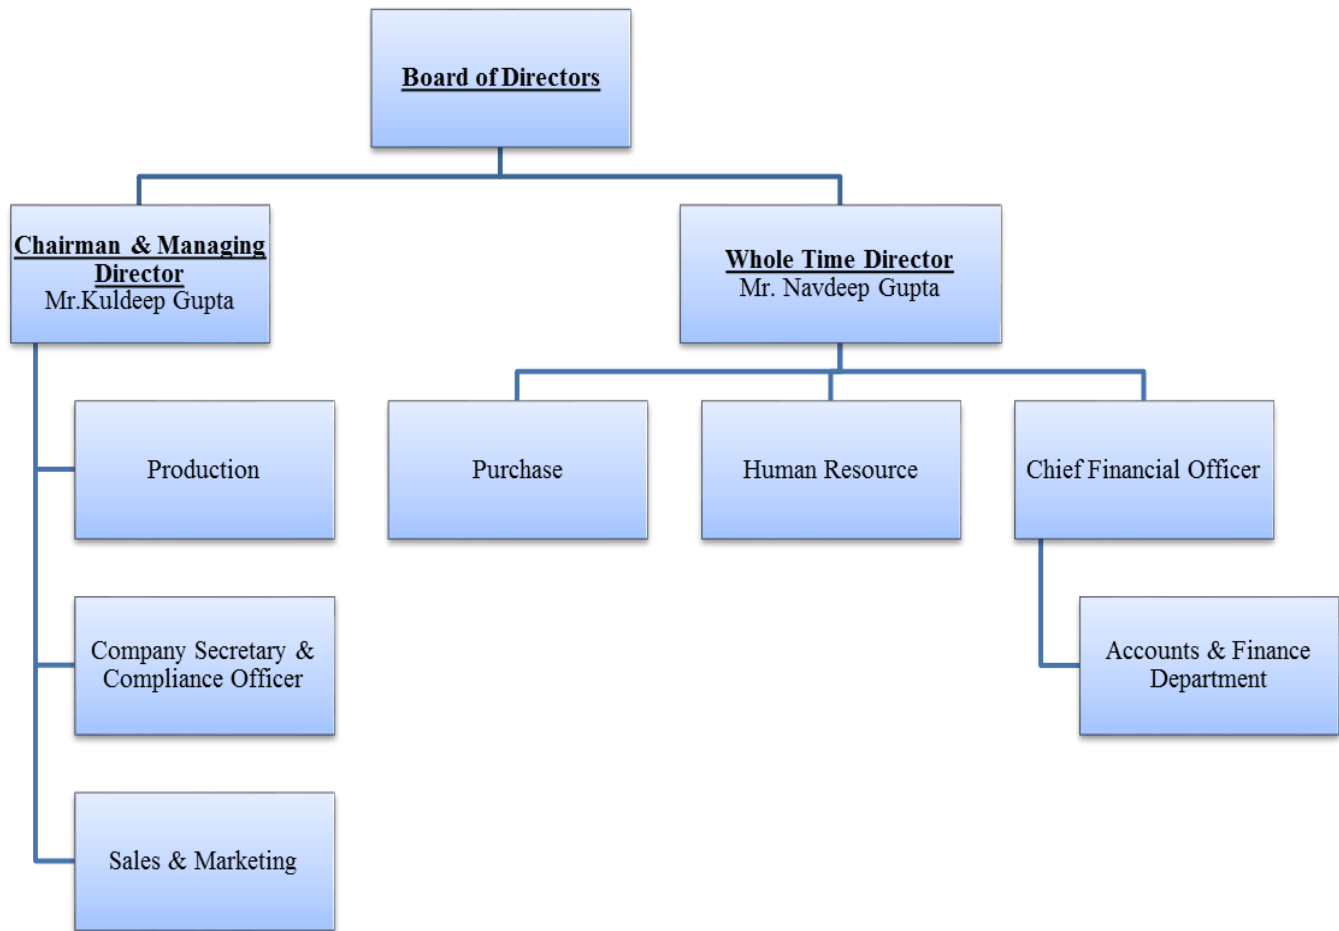 Board of Directors
Chairman & Managing
Director
Mr.Kuldeep Gupta
Whole Time Director
Mr. Navdeep Gupta
Production
Purchase
Human Resource
Chief Financial Officer
Company Secretary &
Compliance Officer
Accounts & Finance
Department
Sales & Marketing